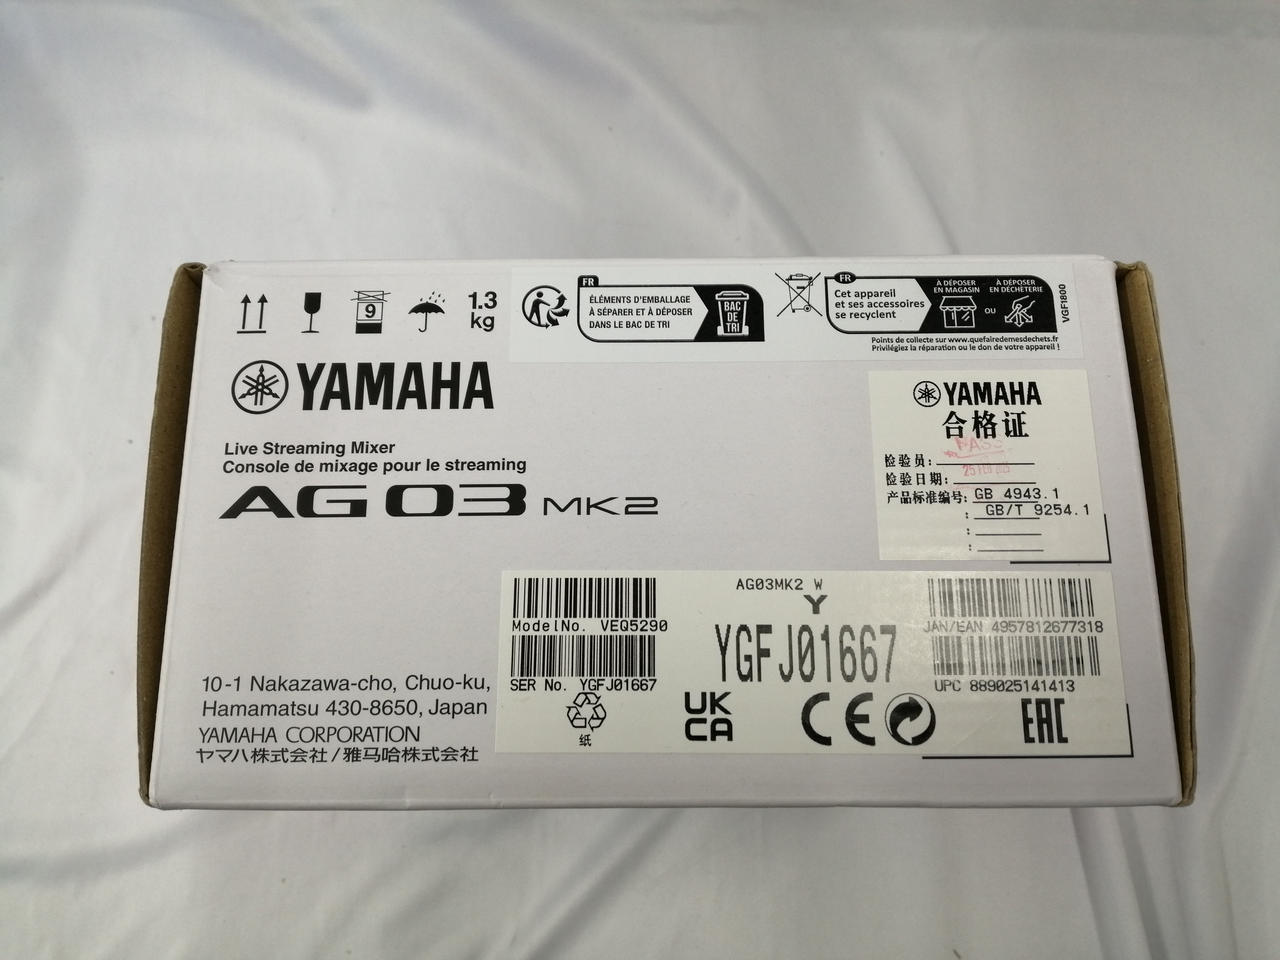 9
1.3
kg
FR
ÉLÉMENTS D'EMBALLAGE
À SÉPARER ET À DÉPOSER
DANS LE BAC DE TRI
BAC
DE
TRI
FR
Cet appareil
et ses accessoires
se recyclent
À DÉPOSER
EN MAGASIN
OU
À DÉPOSER
EN DÉCHÈTERIE
Points de collecte sur www.quefairedemesdechets.fr
Privilégiez la réparation ou le don de votre appareil !
VGF1800
YAMAHA
Live Streaming Mixer
Console de mixage pour le streaming
AG03 MK2
YAMAHA
合格证
PASS
检验员:
25 FEB
检验日期:
产品标准编号: GB 4943.1
: GB/T 9254.1
:
:
ModelNo. VEQ5290
SER No. YGFJ01667
纸
AG03MK2 W
Y
YGFJ01667
JAN/EAN 4957812677318
UPC 889025141413
UK
CA
CE
EAC
10-1 Nakazawa-cho, Chuo-ku,
Hamamatsu 430-8650, Japan
YAMAHA CORPORATION
ヤマハ株式会社/雅马哈株式会社